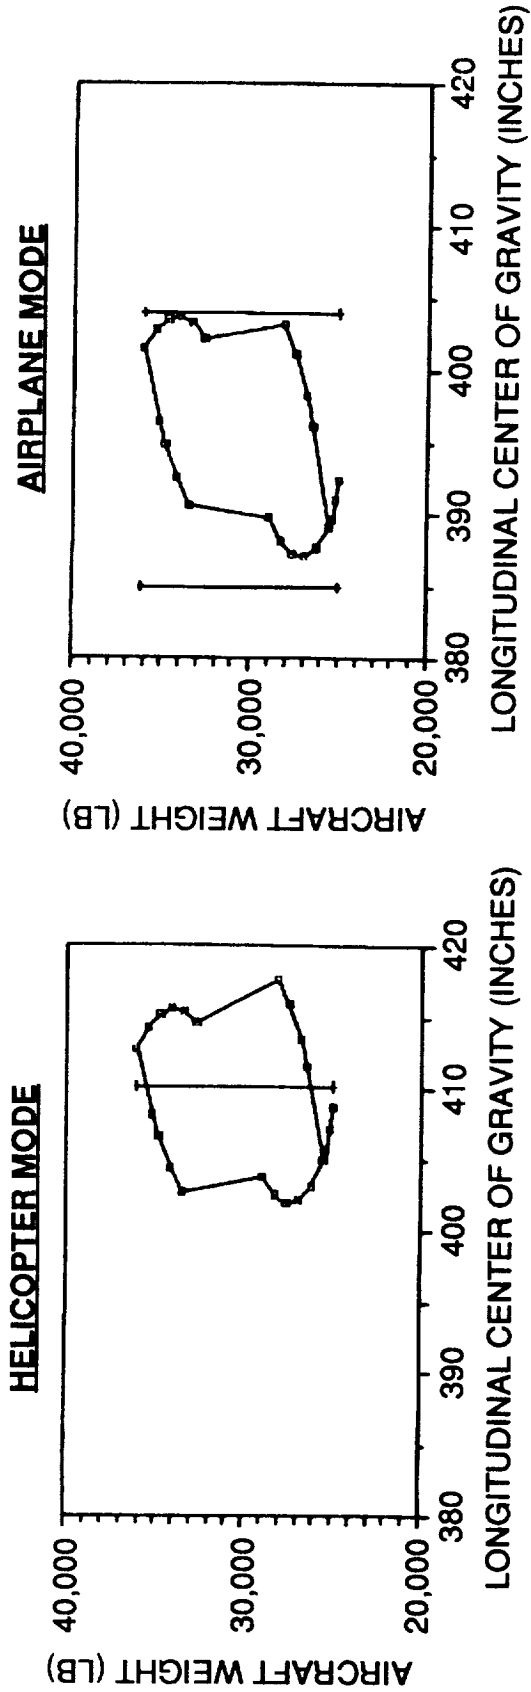 HELICOPTER MODE
40,000
30,000
20,000
AIRCRAFT WEIGHT (LB)
380 390 400 410 420
LONGITUDINAL CENTER OF GRAVITY (INCHES)
AIRPLANE MODE
40,000
30,000
20,000
AIRCRAFT WEIGHT (LB)
380 390 400 410 420
LONGITUDINAL CENTER OF GRAVITY (INCHES)